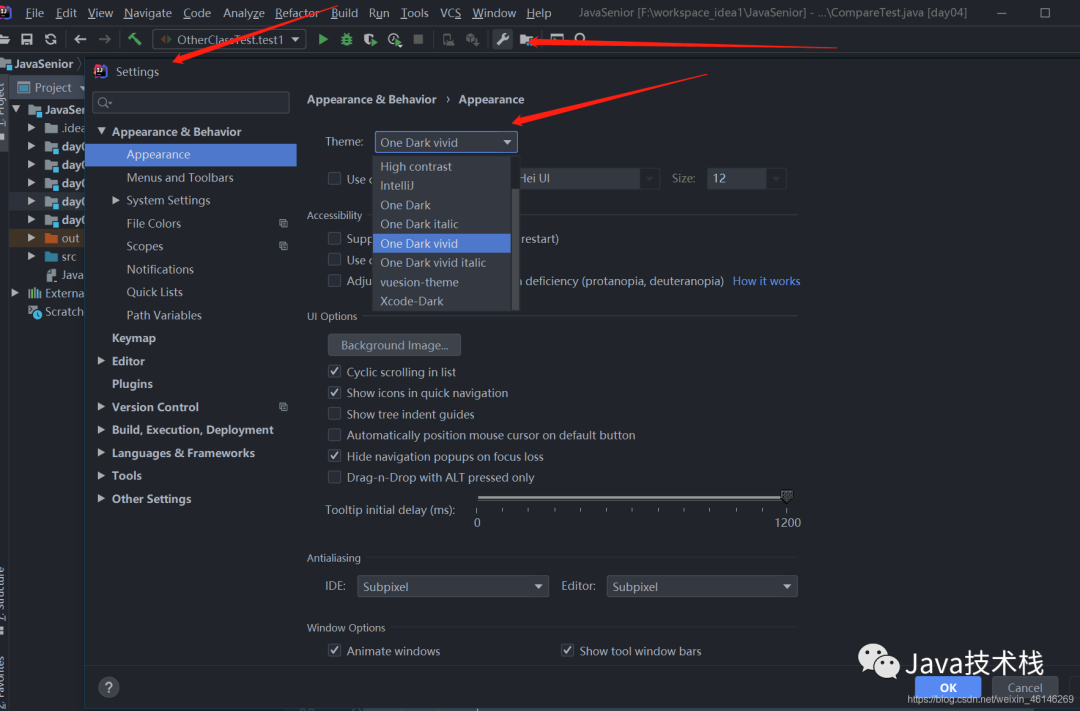 File Edit View Navigate Code Analyze Refactor Build Run Tools VCS Window Help JavaSenior [F:\workspace_idea1\JavaSenior] - ...\CompareTest.java [day04]
OtherClassTest.test1
JavaSenior
Project
JavaSer
.idea
day0
day0
day0
day0
day0
out
src
Java
Externa
Scratch
Settings
Appearance & Behavior
Appearance
Menus and Toolbars
System Settings
File Colors
Scopes
Notifications
Quick Lists
Path Variables
Keymap
Editor
Plugins
Version Control
Build, Execution, Deployment
Languages & Frameworks
Tools
Other Settings
Appearance & Behavior › Appearance
Theme: One Dark vivid
High contrast
IntelliJ
One Dark
One Dark italic
One Dark vivid
One Dark vivid italic
vuesion-theme
Xcode-Dark
Use Hei UI Size: 12
Accessibility
Supp restart)
Use
Adju deficiency (protanopia, deuteranopia) How it works
UI Options
Background Image...
Cyclic scrolling in list
Show icons in quick navigation
Show tree indent guides
Automatically position mouse cursor on default button
Hide navigation popups on focus loss
Drag-n-Drop with ALT pressed only
Tooltip initial delay (ms):
0 1200
Antialiasing
IDE: Subpixel Editor: Subpixel
Window Options
Animate windows Show tool window bars
?
Java技术栈
OK Cancel
https://blog.csdn.net/weixin_46146269